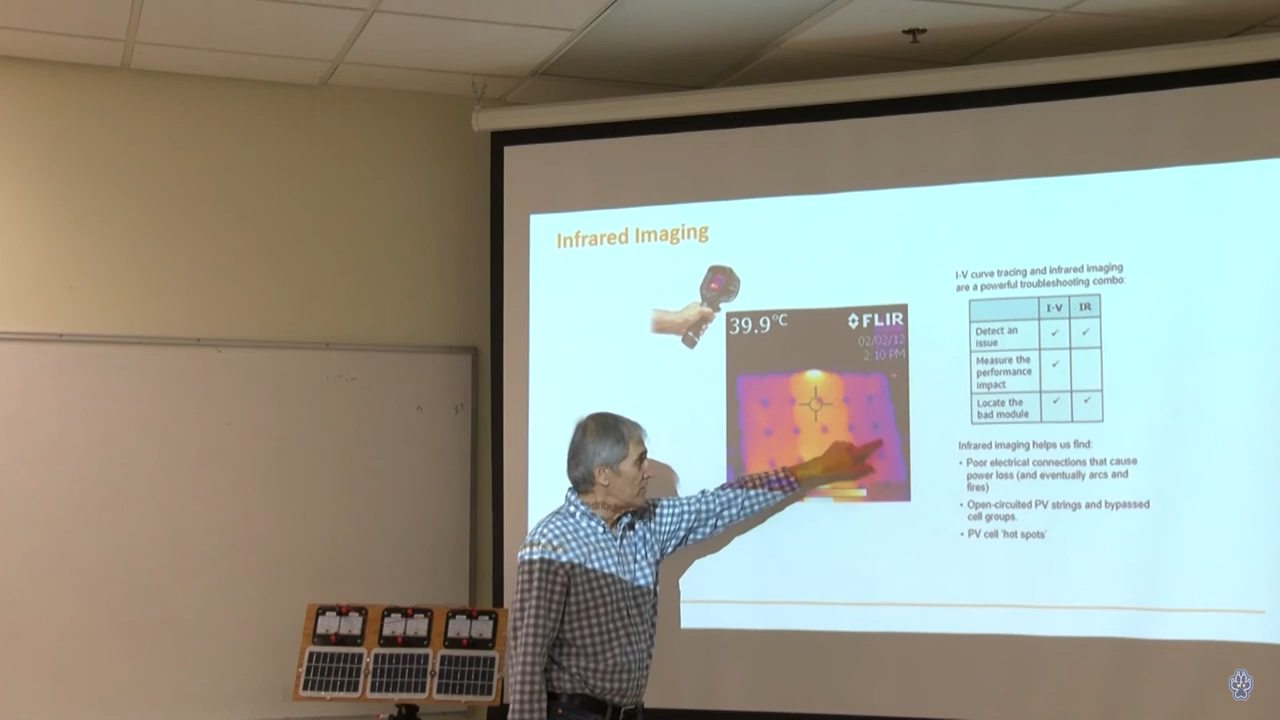 Infrared Imaging
39.9°C
FLIR
02/02/12
2:10 PM
I-V curve tracing and infrared imaging
are a powerful troubleshooting combo:
I-V IR
Detect an
issue ✓ ✓
Measure the
performance
impact ✓
Locate the
bad module ✓ ✓
Infrared imaging helps us find:
• Poor electrical connections that cause
power loss (and eventually arcs and
fires)
• Open-circuited PV strings and bypassed
cell groups.
• PV cell 'hot spots'